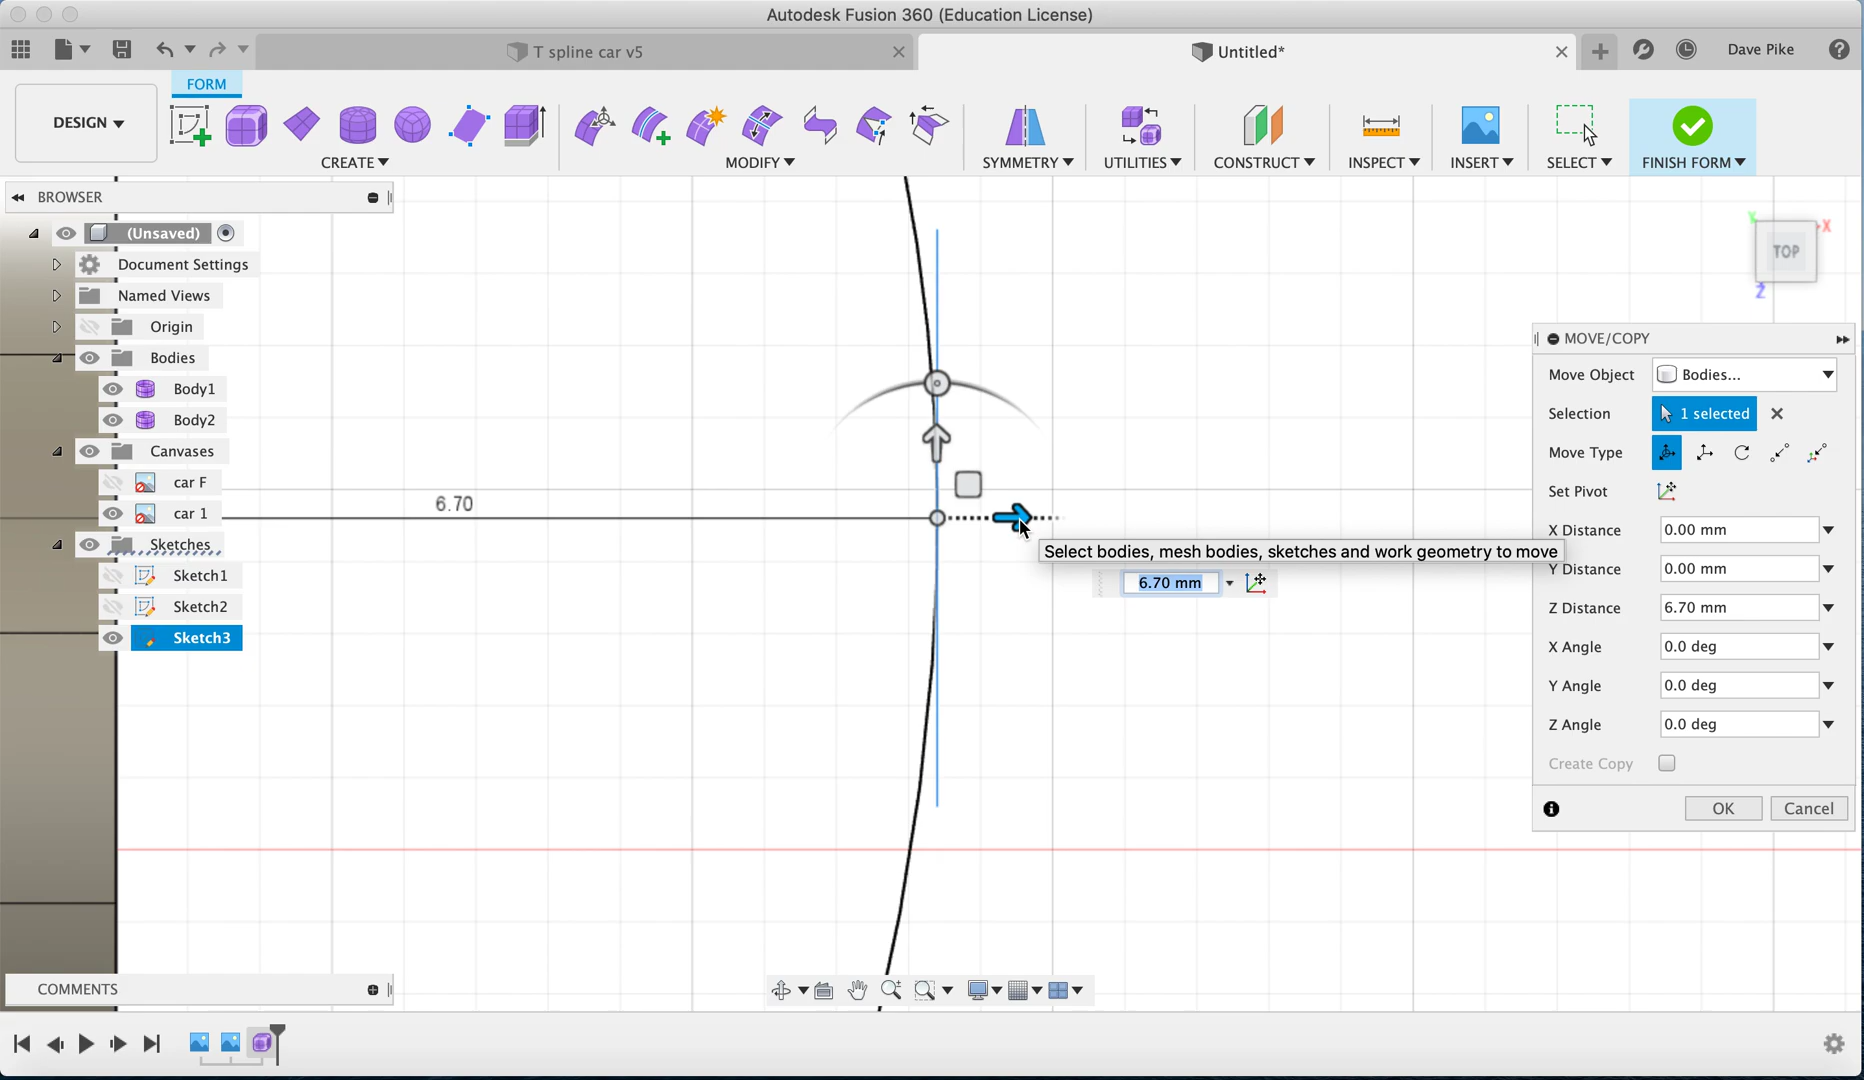 Autodesk Fusion 360 (Education License)
T spline car v5
Untitled*
Dave Pike
FORM
DESIGN
CREATE
MODIFY
SYMMETRY
UTILITIES
CONSTRUCT
INSPECT
INSERT
SELECT
FINISH FORM
BROWSER
(Unsaved)
Document Settings
Named Views
Origin
Bodies
Body1
Body2
Canvases
car F
car 1
Sketches
Sketch1
Sketch2
Sketch3
6.70
Y
X
TOP
Z
MOVE/COPY
Move Object Bodies...
Selection 1 selected
Move Type
Set Pivot
X Distance 0.00 mm
Select bodies, mesh bodies, sketches and work geometry to move
Y Distance 0.00 mm
6.70 mm
Z Distance 6.70 mm
X Angle 0.0 deg
Y Angle 0.0 deg
Z Angle 0.0 deg
Create Copy
OK Cancel
COMMENTS